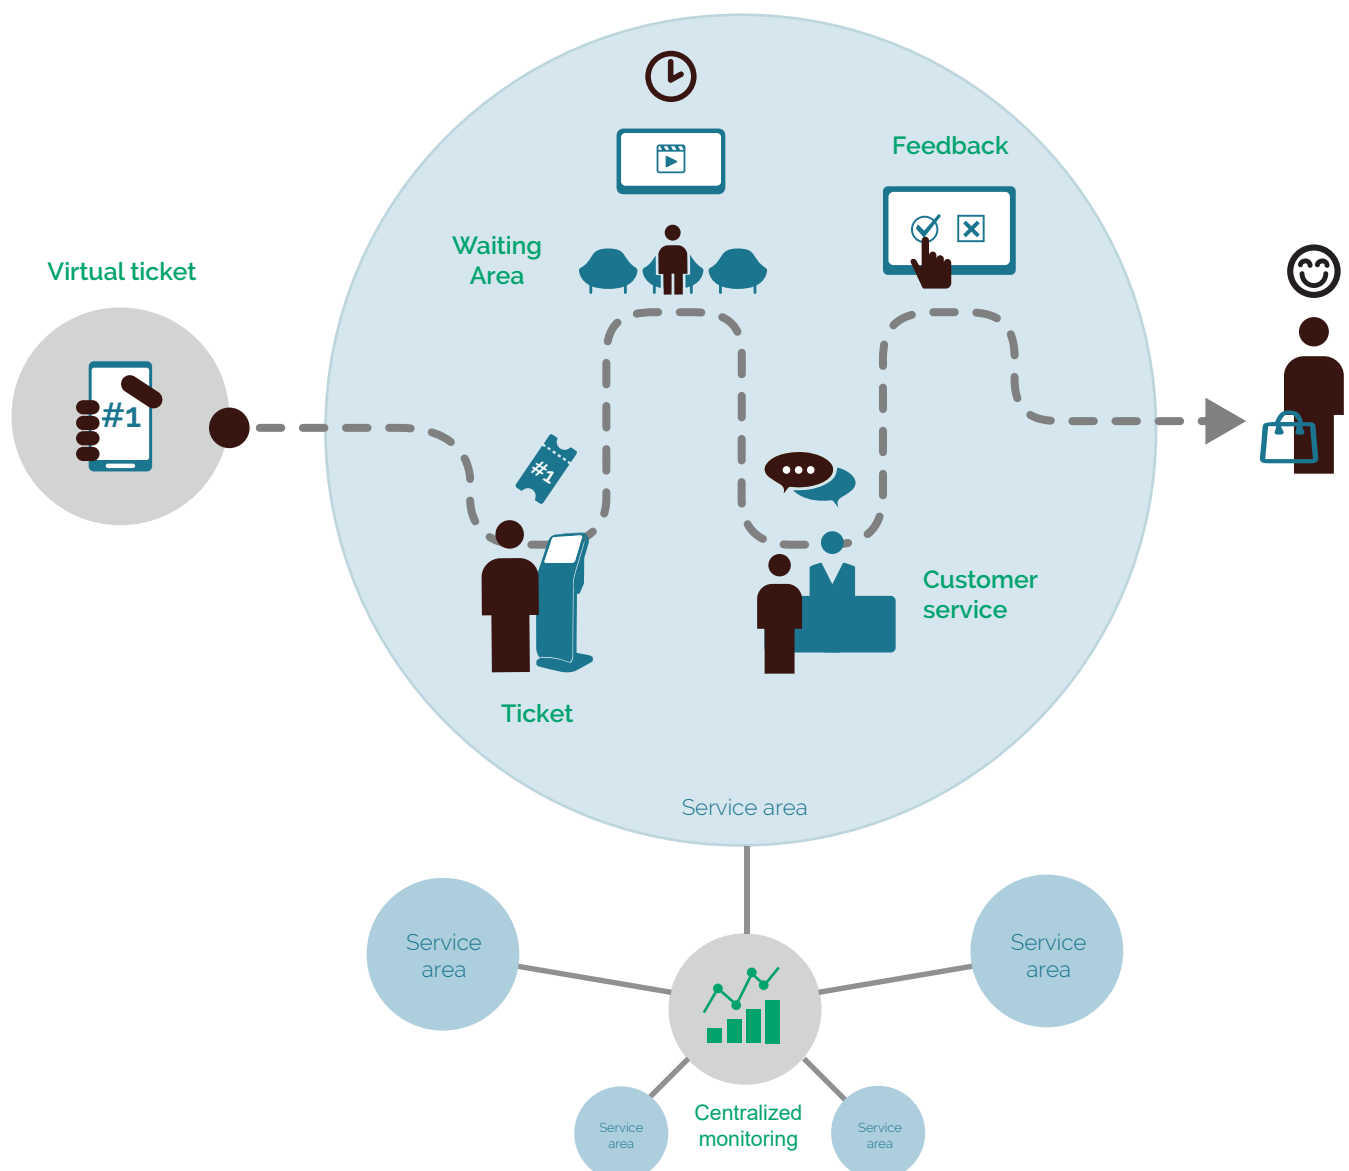 Feedback
Waiting
Area
Virtual ticket
#1
#1
Customer
service
Ticket
Service area
Service
area
Service
area
Centralized
monitoring
Service
area
Service
area